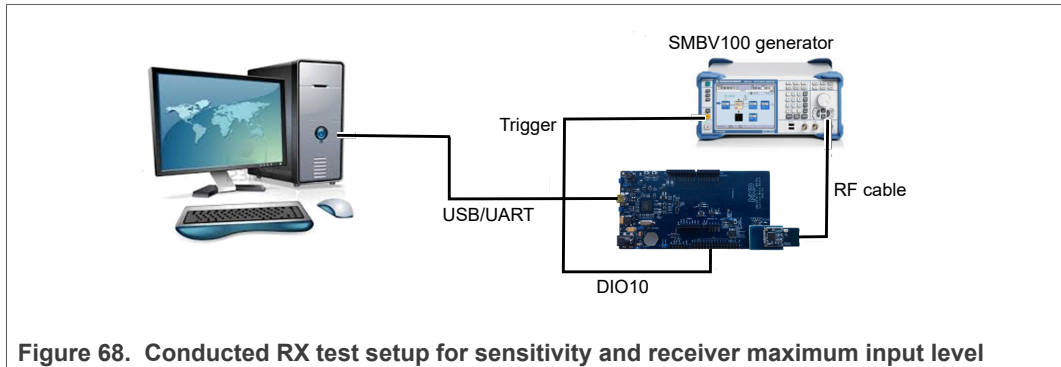 SMBV100 generator
Trigger
RF cable
USB/UART
DIO10
Figure 68. Conducted RX test setup for sensitivity and receiver maximum input level